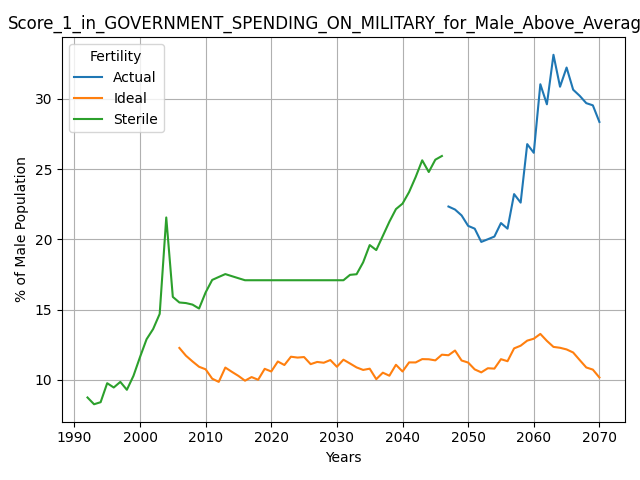 Score_1_in_GOVERNMENT_SPENDING_ON_MILITARY_for_Male_Above_Averag
Fertility
Actual
Ideal
Sterile
% of Male Population
30
25
20
15
10
1990 2000 2010 2020 2030 2040 2050 2060 2070
Years